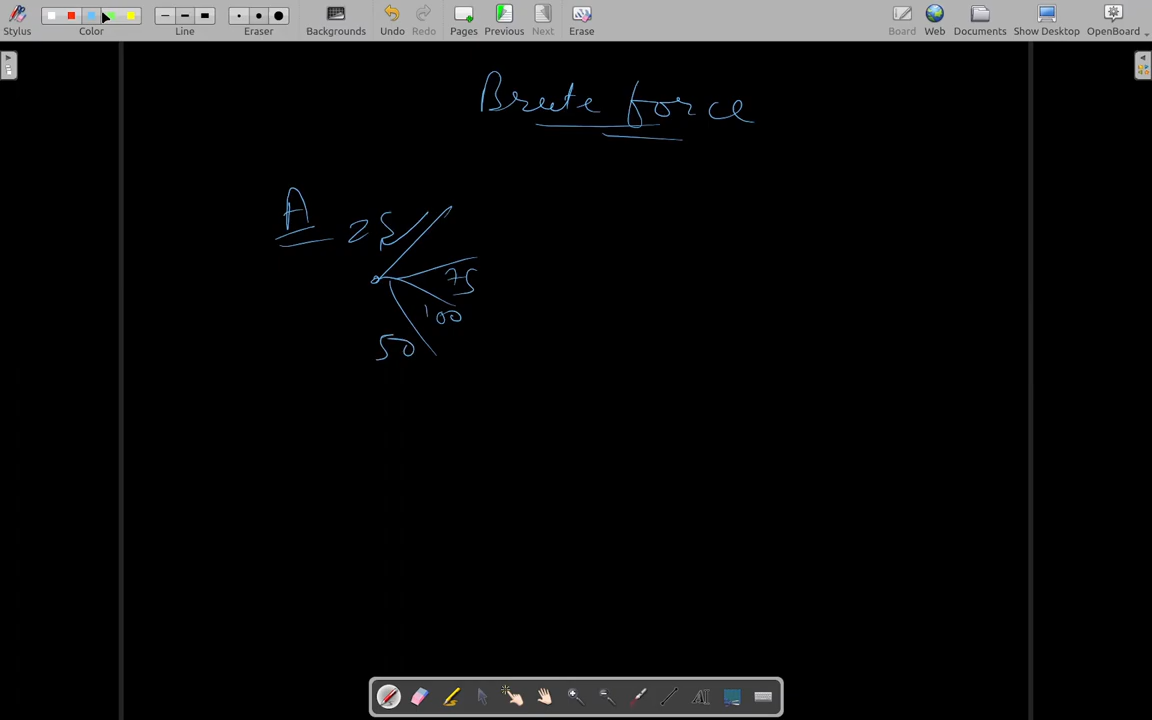 Stylus Color Line Eraser Backgrounds Undo Redo Pages Previous Next Erase Board Web Documents Show Desktop OpenBoard
Brute force
A
25
75
100
50